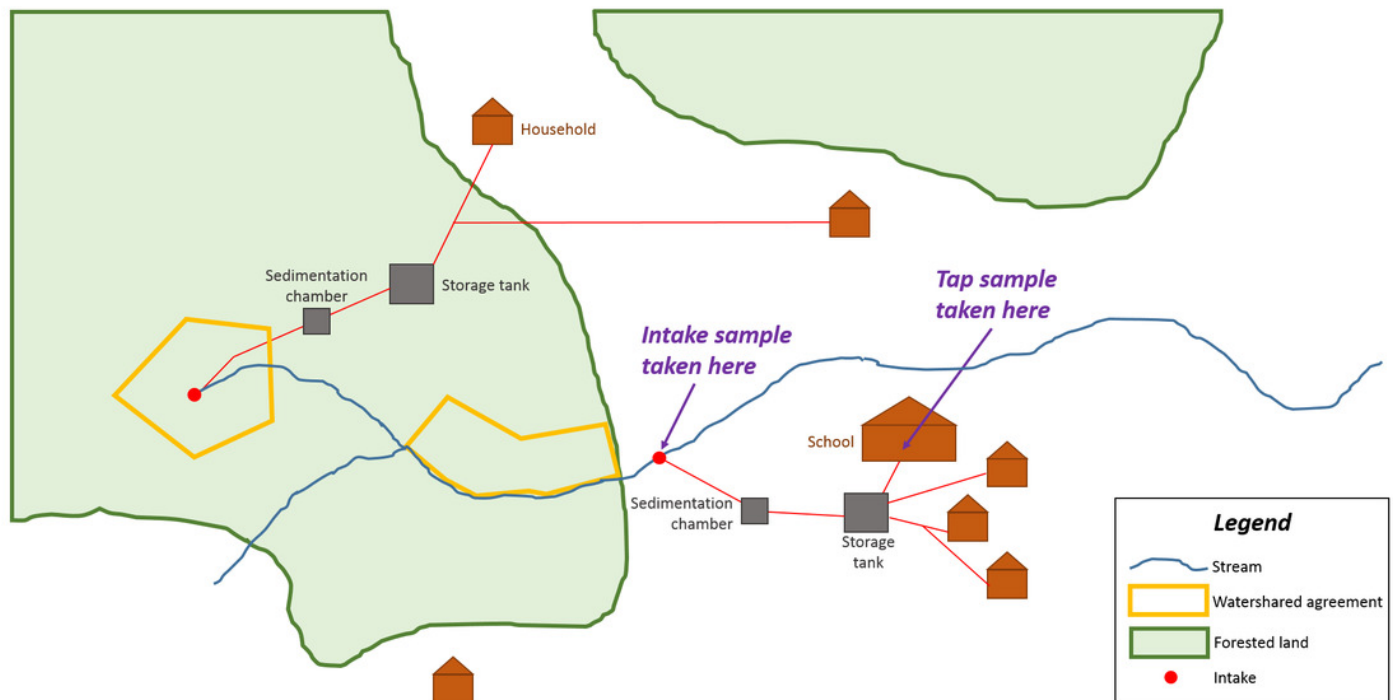 Household
Sedimentation
chamber
Storage tank
Tap sample
taken here
Intake sample
taken here
School
Sedimentation
chamber
Storage
tank
Legend
Stream
Watershared agreement
Forested land
Intake